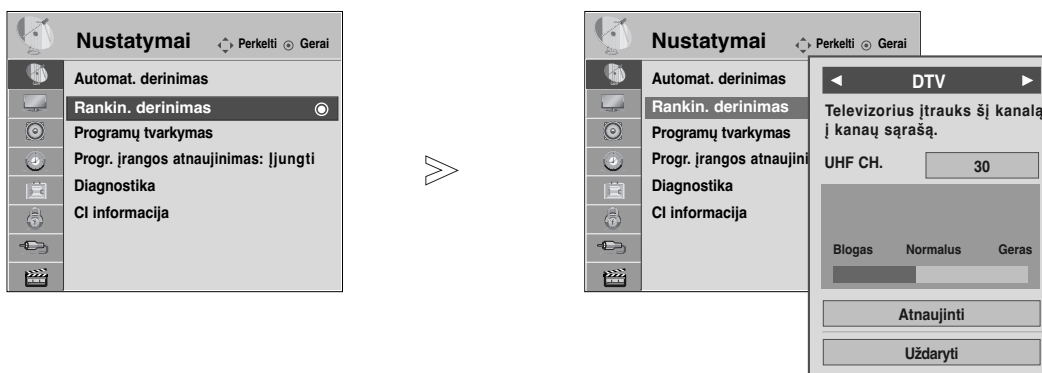 Nustatymai Perkelti Gerai
Automat. derinimas
Rankin. derinimas
Programų tvarkymas
Progr. įrangos atnaujinimas: Įjungti
Diagnostika
CI informacija
Nustatymai Perkelti Gerai
Automat. derinimas
Rankin. derinimas
Programų tvarkymas
Progr. įrangos atnaujini
Diagnostika
CI informacija
DTV
Televizorius įtrauks šį kanalą
į kanaų sąrašą.
UHF CH. 30
Blogas Normalus Geras
Atnaujinti
Uždaryti